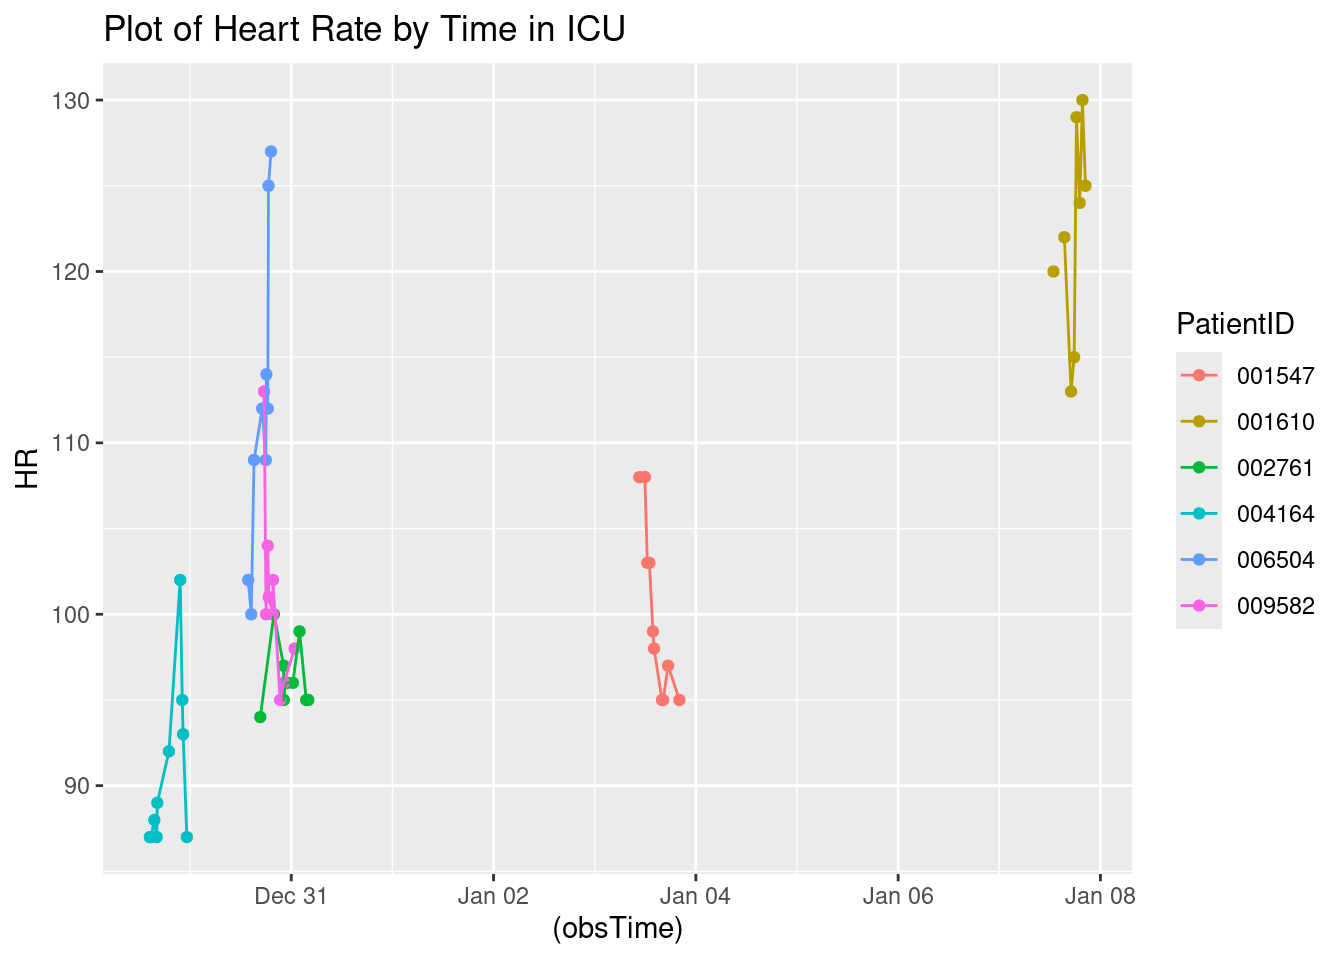 Plot of Heart Rate by Time in ICU
130
120
110
100
90
HR
Dec 31
Jan 02
Jan 04
Jan 06
Jan 08
(obsTime)
PatientID
001547
001610
002761
004164
006504
009582